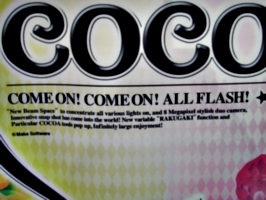 COCO
COME ON! COME ON! ALL FLASH!
"New Beam Space" to concentrate all various lights on, and 8 Megapixel stylish duo camera.
Innovative snap that has come into the world! New variable "RAKUGAKI" function and
Particular COCOA tools pop up, Infinitely large enjoyment!
©Make Software